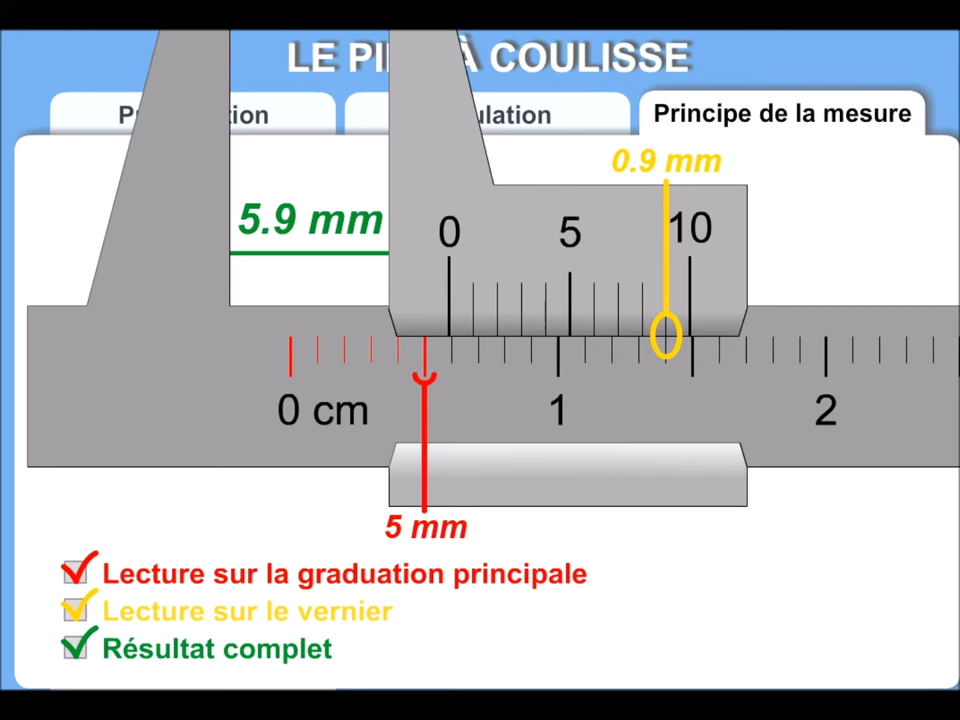 LE PI À COULISSE
P tion
ulation
Principe de la mesure
0.9 mm
5.9 mm
0 5 10
0 cm 1 2
5 mm
Lecture sur la graduation principale
Lecture sur le vernier
Résultat complet